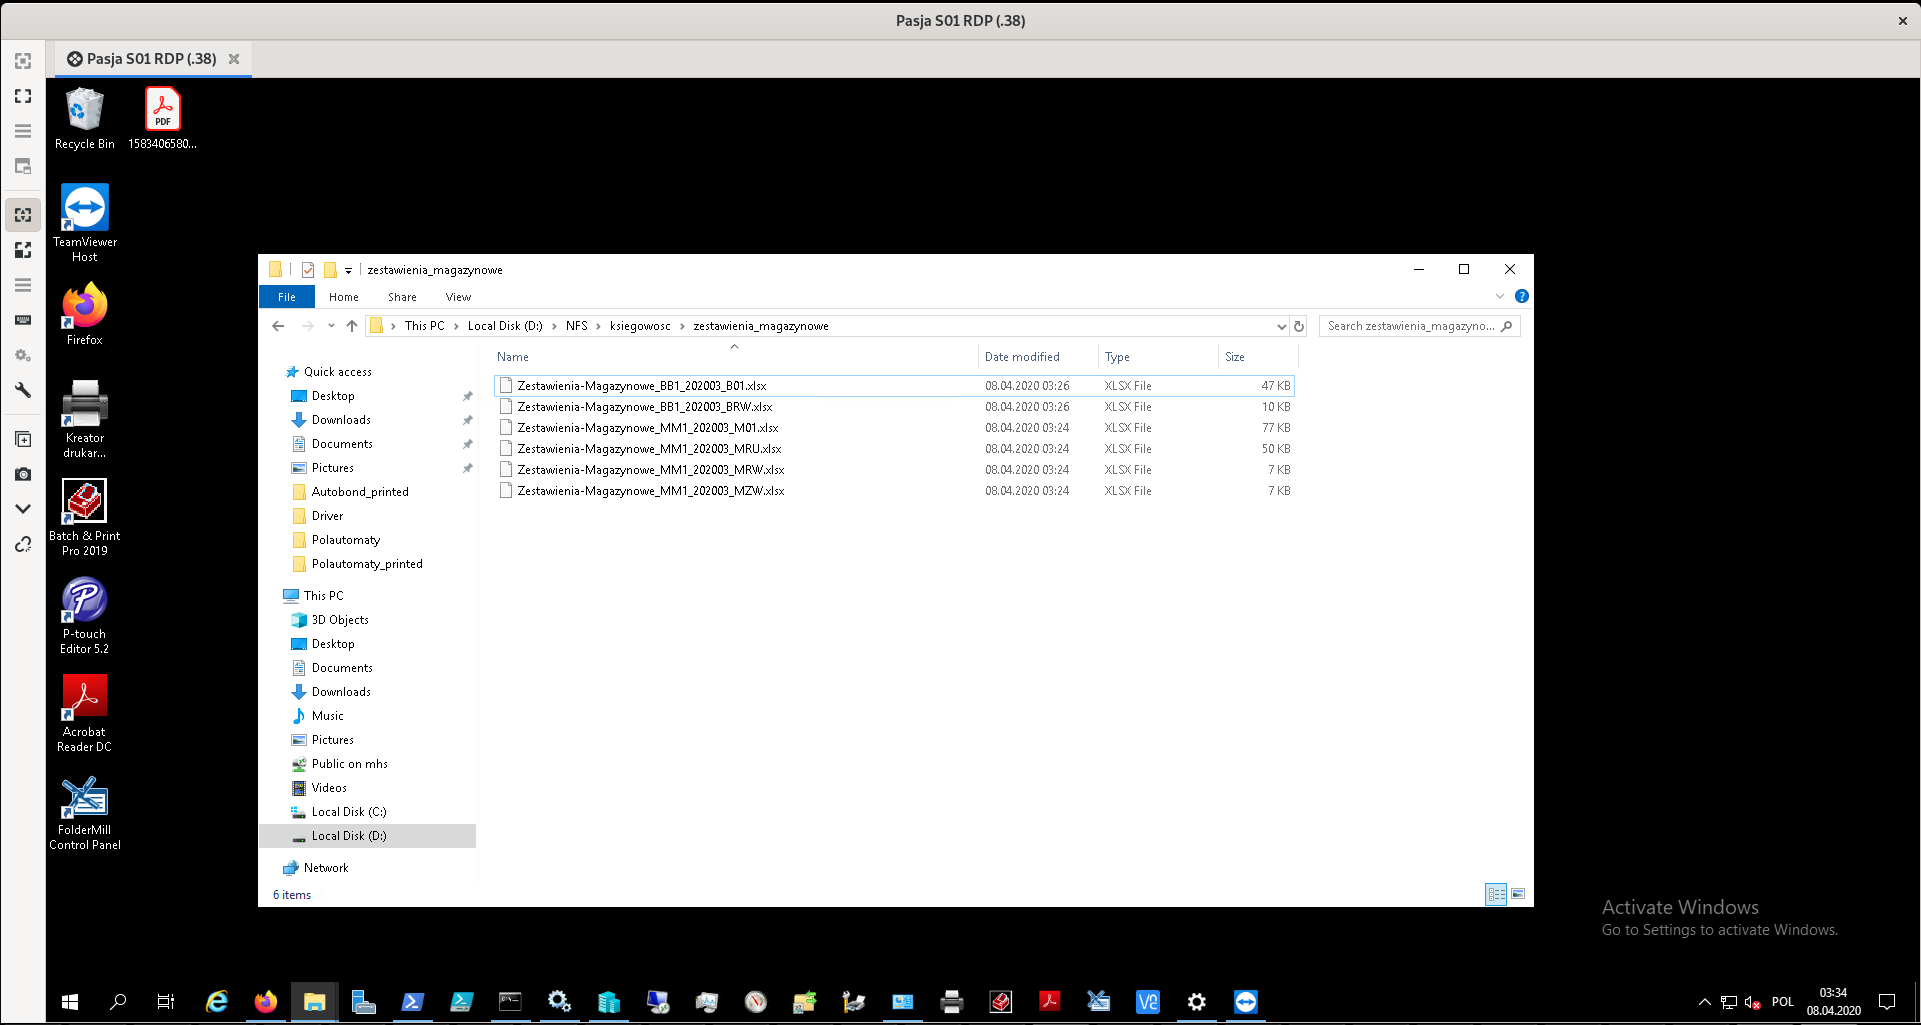 Pasja S01 RDP (.38)
Pasja S01 RDP (.38)
Recycle Bin
PDF
1583406580...
TeamViewer
Host
Firefox
Kreator
drukar...
Batch & Print
Pro 2019
P-touch
Editor 5.2
Acrobat
Reader DC
FolderMill
Control Panel
zestawienia_magazynowe
File
Home
Share
View
This PC
Local Disk (D:)
NFS
ksiegowosc
zestawienia_magazynowe
Search zestawienia_magazyno...
Quick access
Desktop
Downloads
Documents
Pictures
Autobond_printed
Driver
Polautomaty
Polautomaty_printed
This PC
3D Objects
Desktop
Documents
Downloads
Music
Pictures
Public on mhs
Videos
Local Disk (C:)
Local Disk (D:)
Network
Name Date modified Type Size
Zestawienia-Magazynowe_BB1_202003_B01.xlsx 08.04.2020 03:26 XLSX File 47 KB
Zestawienia-Magazynowe_BB1_202003_BRW.xlsx 08.04.2020 03:26 XLSX File 10 KB
Zestawienia-Magazynowe_MM1_202003_M01.xlsx 08.04.2020 03:24 XLSX File 77 KB
Zestawienia-Magazynowe_MM1_202003_MRU.xlsx 08.04.2020 03:24 XLSX File 50 KB
Zestawienia-Magazynowe_MM1_202003_MRW.xlsx 08.04.2020 03:24 XLSX File 7 KB
Zestawienia-Magazynowe_MM1_202003_MZW.xlsx 08.04.2020 03:24 XLSX File 7 KB
6 items
Activate Windows
Go to Settings to activate Windows.
POL
03:34
08.04.2020